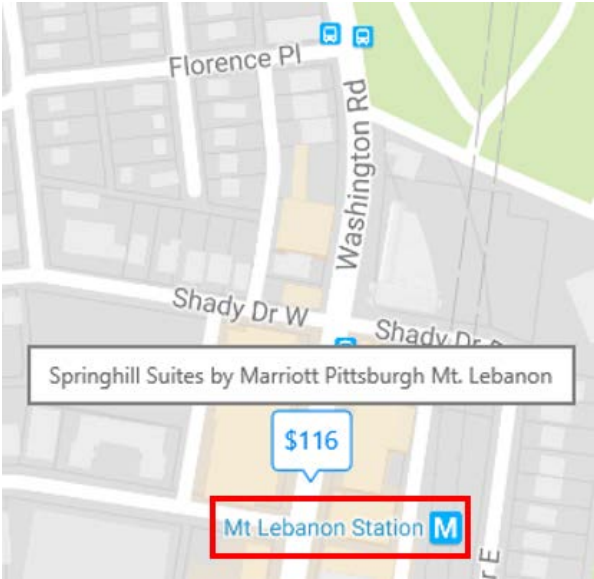 Florence Pl
Washington Rd
Shady Dr W
Shady Dr
Springhill Suites by Marriott Pittsburgh Mt. Lebanon
$116
Mt Lebanon Station M
E